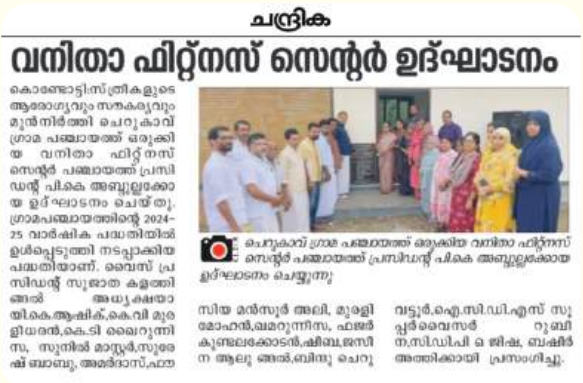 ചന്ദ്രിക
വനിതാ ഫിറ്റ്നസ് സെന്റർ ഉദ്ഘാടനം
കൊണ്ടോട്ടി:സ്ത്രീകളുടെ
ആരോഗ്യവും സൗകര്യവും
മുൻനിർത്തി ചെറുകാവ്
ഗ്രാമ പഞ്ചായത്ത് ഒരുക്കി
യ വനിതാ ഫിറ്റ് നസ്
സെന്റർ പഞ്ചായത്ത് പ്രസി
ഡന്റ് പി.കെ അബ്ദുല്ലക്കോ
യ ഉദ്ഘാടനം ചെയ്തു.
ഗ്രാമപഞ്ചായത്തിന്റെ 2024-
25 വാർഷിക പദ്ധതിയിൽ
ഉൾപ്പെടുത്തി നടപ്പാക്കിയ
പദ്ധതിയാണ്. വൈസ് പ്ര
സിഡന്റ് സുജാത കളത്തി
ങ്ങൽ അധ്യക്ഷയാ
യി.കെ.ആഷിക്,കെ.വി മുര
ളീധരൻ,കെ.ടി ഖൈറുന്നി
സ, സുനിൽ മാസ്റ്റർ,സുരേ
ഷ് ബാബു, അമർദാസ്,ഫൗ
ചെറുകാവ് ഗ്രാമ പഞ്ചായത്ത് ഒരുക്കിയ വനിതാ ഫിറ്റ്നസ്
സെന്റർ പഞ്ചായത്ത് പ്രസിഡന്റ് പി.കെ അബ്ദുല്ലക്കോയ
ഉദ്ഘാടനം ചെയ്യുന്നു
സിയ മൻസൂർ അലി, മുരളി
മോഹൻ,ഖമറുന്നീസ, ഫജർ
കുണ്ടലക്കോടൻ,ഷീബ,ജസീ
ന ആലു ങ്ങൽ,ബിന്ദു ചെറു
വട്ടൂർ,ഐ.സി.ഡി.എസ് സൂ
പ്പർവൈസർ റുബീ
ന,സി.ഡി.പി ഒ ജിഷ, ബഷീർ
അത്തിക്കായി പ്രസംഗിച്ചു.